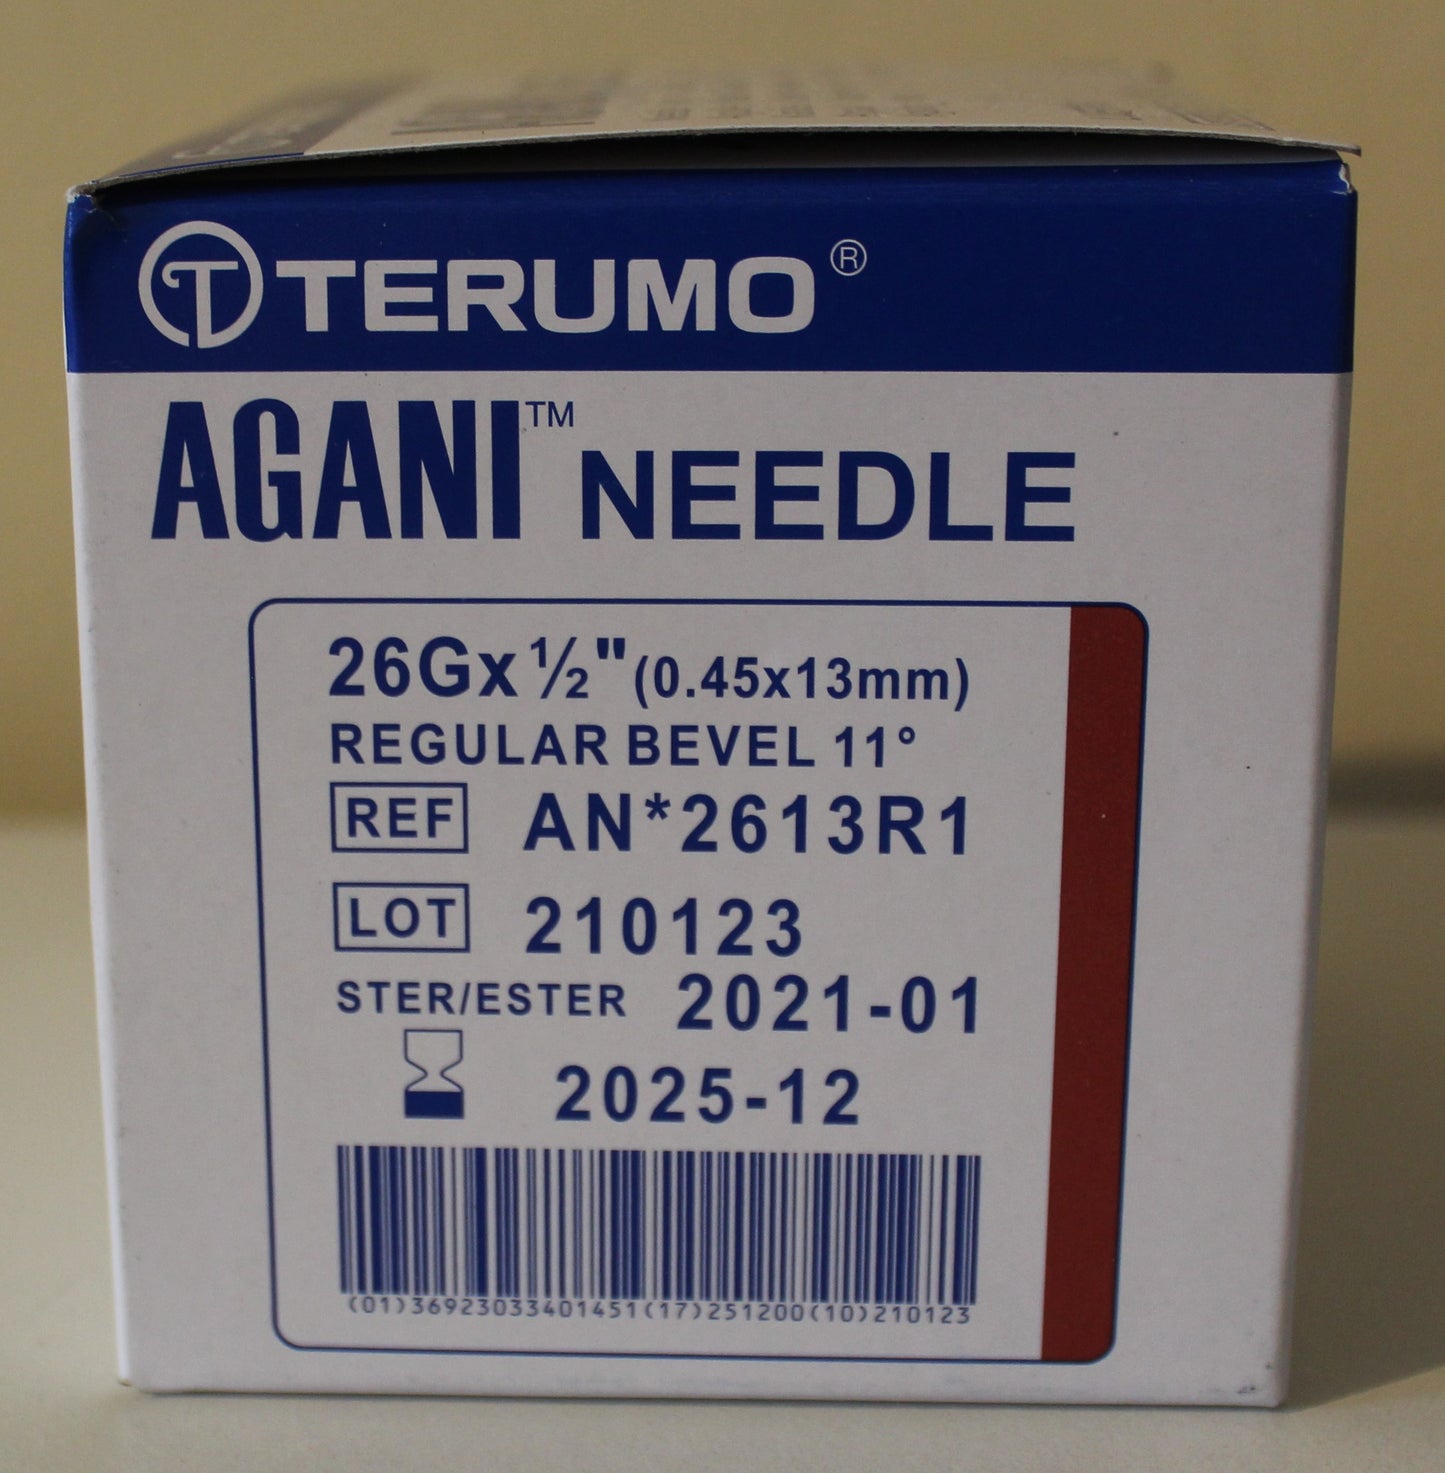 TERUMO®
AGANI™ NEEDLE
26Gx½"(0.45x13mm)
REGULAR BEVEL 11°
REF AN*2613R1
LOT 210123
STER/ESTER 2021-01
2025-12
(01)36923033401451(17)251200(10)210123